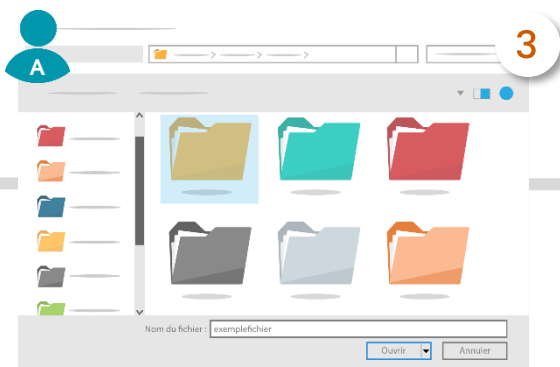 A
3
Nom du fichier :
exemplefichier
Ouvrir
Annuler